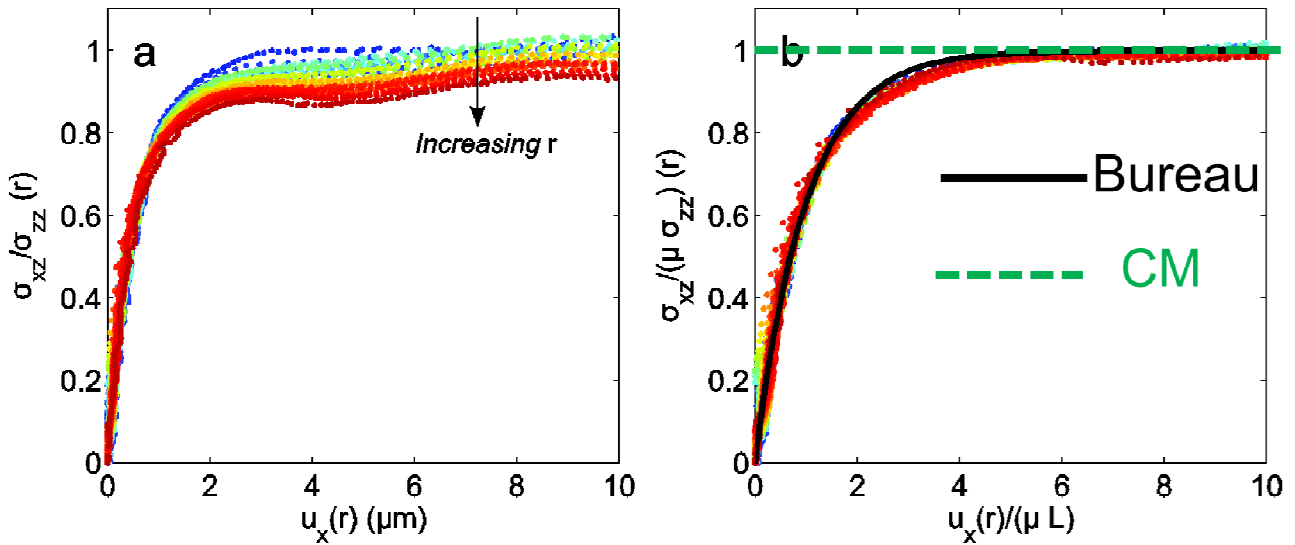 a
1
0.8
0.6
0.4
0.2
0
0 2 4 6 8 10
σxz/σzz (r)
ux(r) (μm)
Increasing r
b
1
0.8
0.6
0.4
0.2
0
0 2 4 6 8 10
σxz/(μ σzz) (r)
ux(r)/(μ L)
Bureau
CM